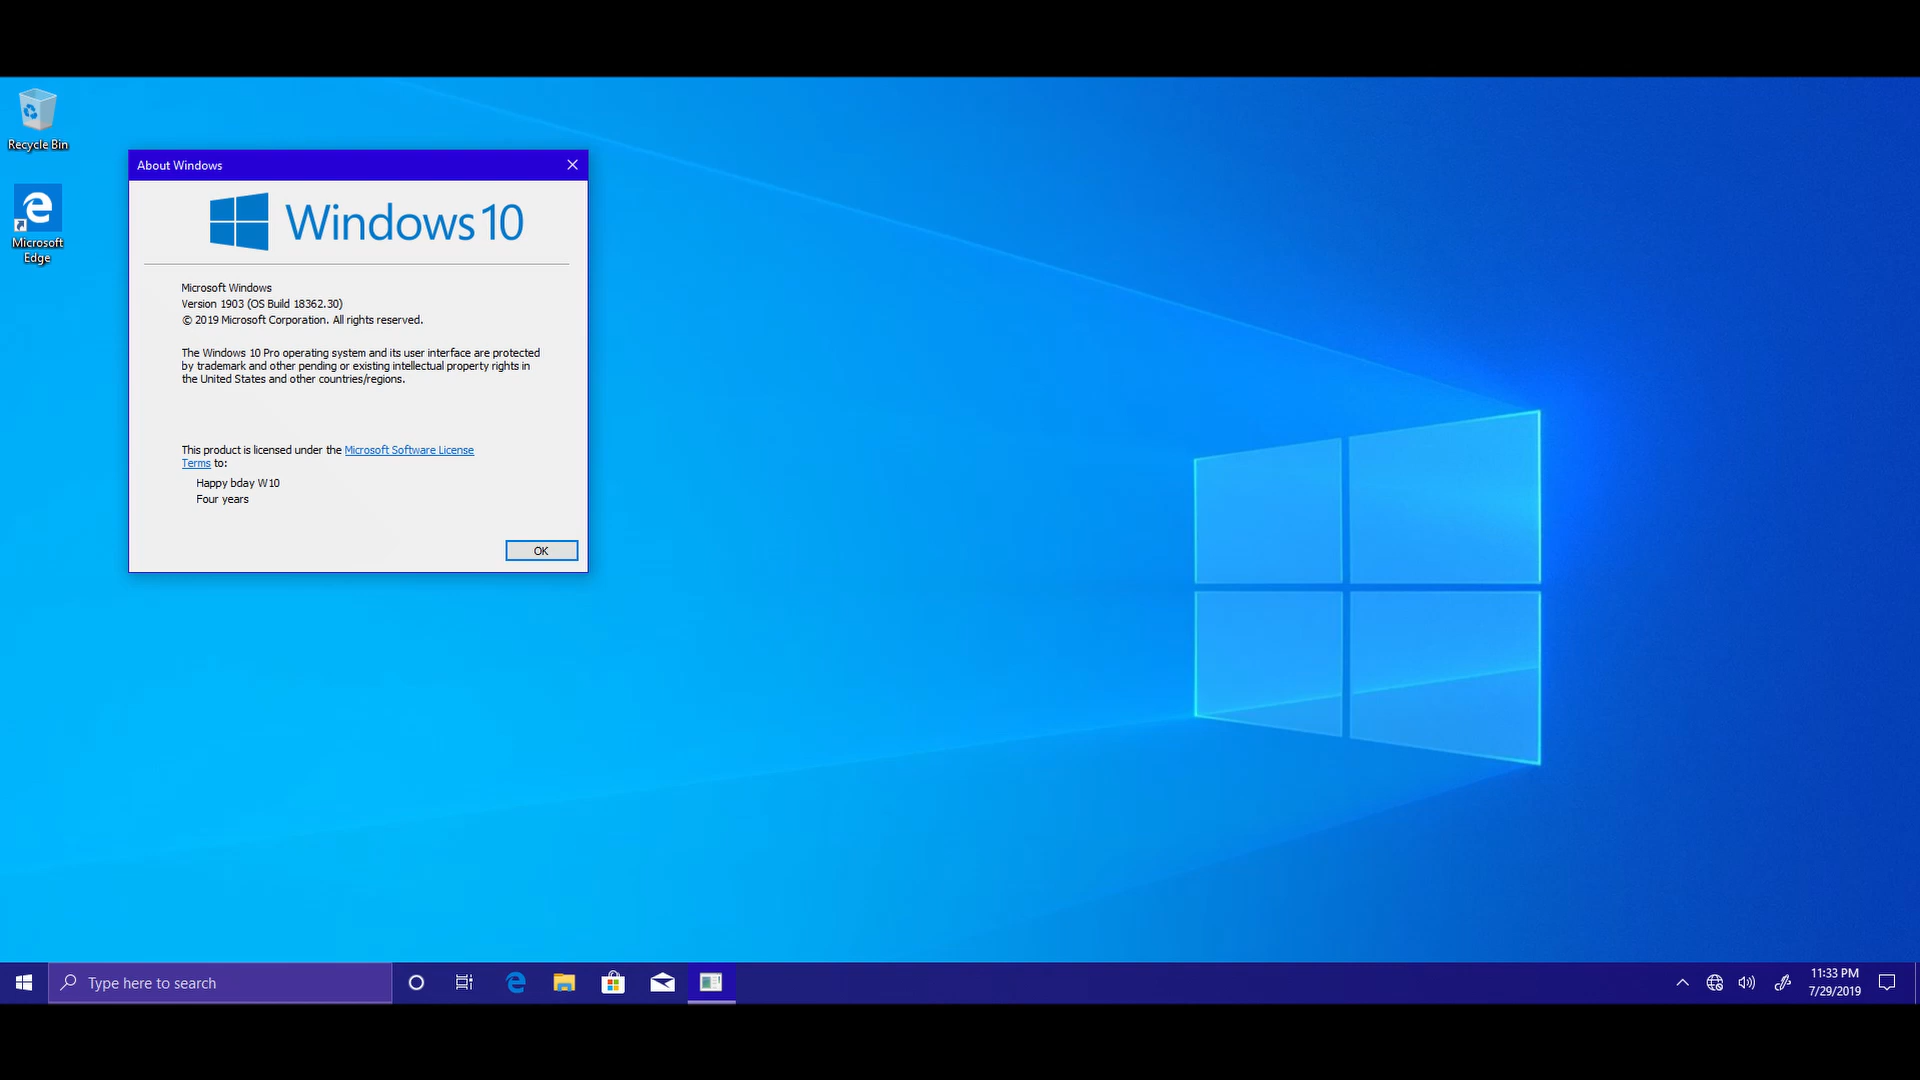 Recycle Bin
Microsoft
Edge
About Windows
Windows 10
Microsoft Windows
Version 1903 (OS Build 18362.30)
© 2019 Microsoft Corporation. All rights reserved.
The Windows 10 Pro operating system and its user interface are protected
by trademark and other pending or existing intellectual property rights in
the United States and other countries/regions.
This product is licensed under the Microsoft Software License
Terms to:
Happy bday W10
Four years
OK
Type here to search
11:33 PM
7/29/2019